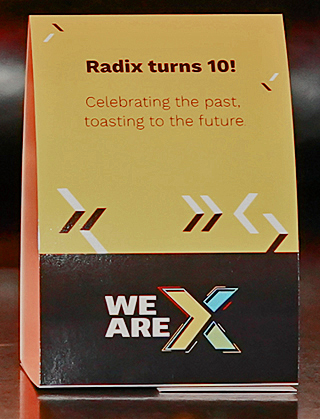 Radix turns 10!
Celebrating the past,
toasting to the future
WE
ARE X